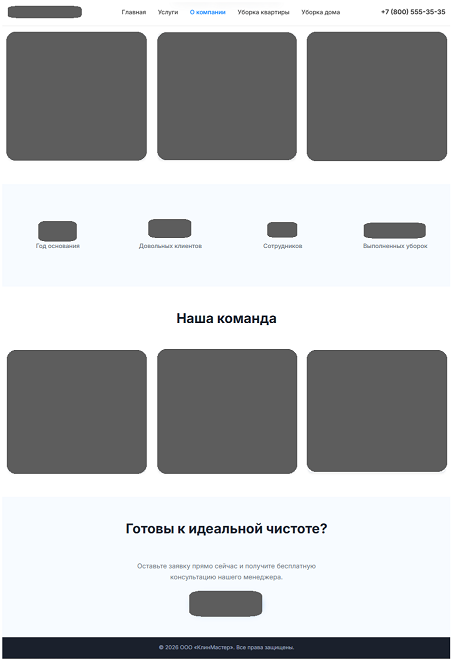 Главная Услуги О компании Уборка квартиры Уборка дома +7 (800) 555-35-35
Год основания Довольных клиентов Сотрудников Выполненных уборок
Наша команда
Готовы к идеальной чистоте?
Оставьте заявку прямо сейчас и получите бесплатную
консультацию нашего менеджера.
© 2026 ООО «КлинМастер». Все права защищены.